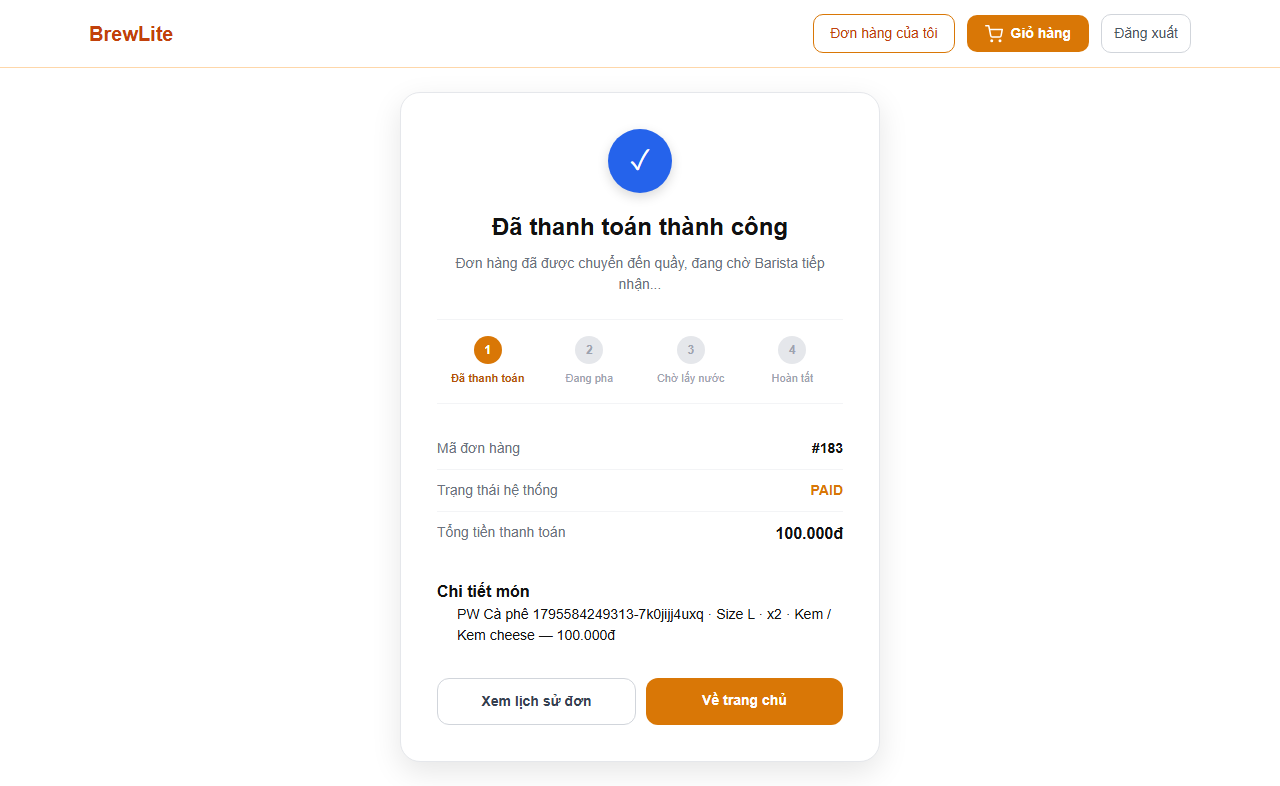 BrewLite
Đơn hàng của tôi
Giỏ hàng
Đăng xuất
Đã thanh toán thành công
Đơn hàng đã được chuyển đến quầy, đang chờ Barista tiếp
nhận...
1
2
3
4
Đã thanh toán
Đang pha
Chờ lấy nước
Hoàn tất
Mã đơn hàng
#183
Trạng thái hệ thống
PAID
Tổng tiền thanh toán
100.000đ
Chi tiết món
PW Cà phê 1795584249313-7k0jijj4uxq · Size L · x2 · Kem /
Kem cheese — 100.000đ
Xem lịch sử đơn
Về trang chủ